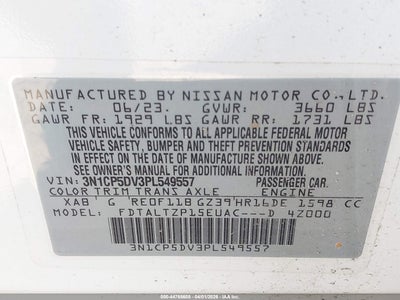 MANUFACTURED BY NISSAN MOTOR CO., LTD.
DATE: 06/23. GVWR: 3660 LBS
GAWR FR: 1929 LBS GAWR RR: 1731 LBS
THIS VEHICLE CONFORMS TO ALL APPLICABLE FEDERAL MOTOR
VEHICLE SAFETY, BUMPER, AND THEFT PREVENTION STANDARDS
IN EFFECT ON THE DATE OF MANUFACTURE SHOWN ABOVE.
SEE OWNER'S MANUAL FOR ADDITIONAL INFORMATION.
VIN: 3N1CP5DV3PL549557 PASSENGER CAR.
COLOR TRIM TRANS AXLE ENGINE
XAB G RE0F11B GZ39 HR16DE 1598 CC
MODEL: FDTALTZP15EUAC---D 4Z000
3N1CP5DV3PL549557